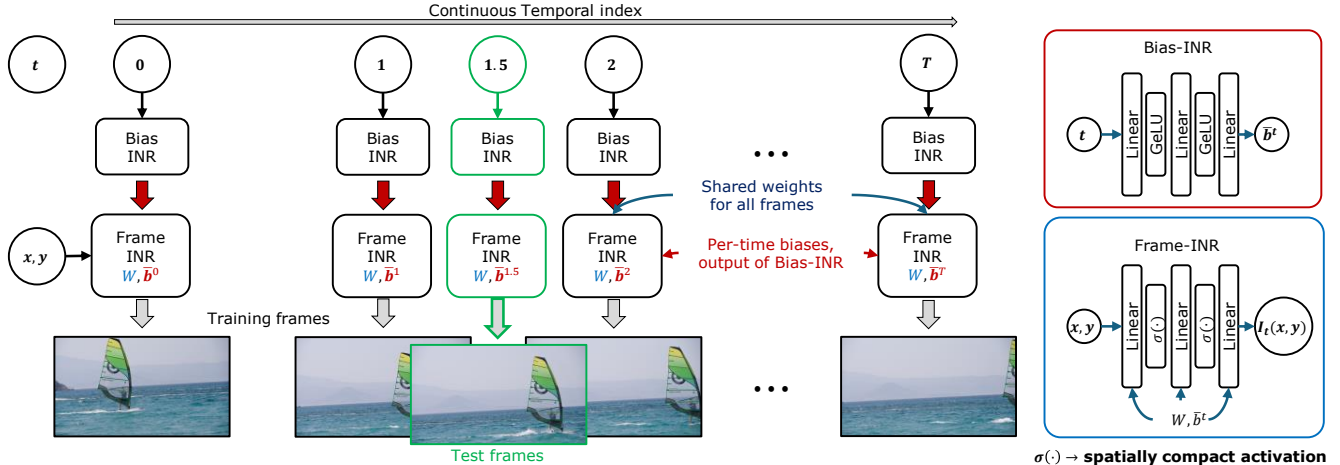 Continuous Temporal index
t
0
1
1.5
2
T
Bias
INR
Bias
INR
Bias
INR
Bias
INR
Bias
INR
• • •
Shared weights
for all frames
x, y
Frame
INR
W, b̄⁰
Frame
INR
W, b̄¹
Frame
INR
W, b̄¹·⁵
Frame
INR
W, b̄²
Per-time biases,
output of Bias-INR
Frame
INR
W, b̄ᵀ
Training frames
• • •
Test frames
Bias-INR
t
Linear
GeLU
Linear
GeLU
Linear
b̄ᵗ
Frame-INR
x, y
Linear
σ(·)
Linear
σ(·)
Linear
Iₜ(x, y)
W, b̄ᵗ
σ(·) → spatially compact activation